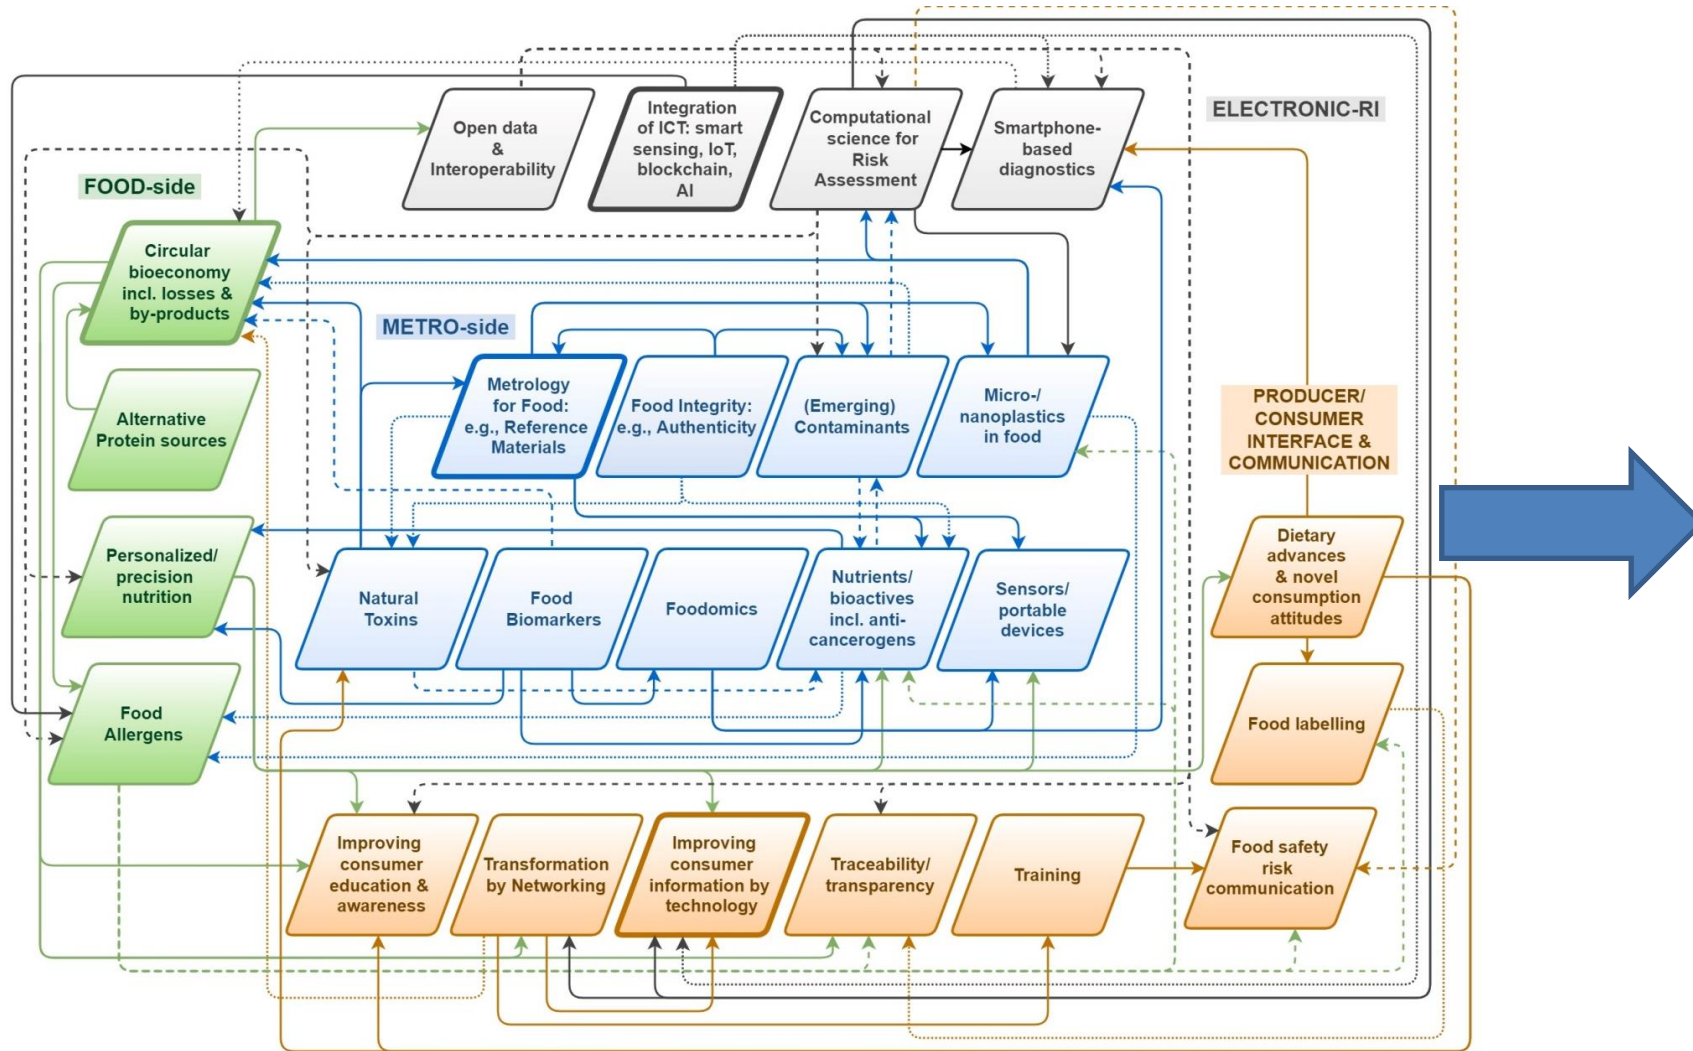 ELECTRONIC-RI
Open data
&
Interoperability
Integration
of ICT: smart
sensing, IoT,
blockchain,
AI
Computational
science for
Risk
Assessment
Smartphone-
based
diagnostics
FOOD-side
Circular
bioeconomy
incl. losses &
by-products
Alternative
Protein sources
Personalized/
precision
nutrition
Food
Allergens
METRO-side
Metrology
for Food:
e.g., Reference
Materials
Food Integrity:
e.g., Authenticity
(Emerging)
Contaminants
Micro-/
nanoplastics
in food
Natural
Toxins
Food
Biomarkers
Foodomics
Nutrients/
bioactives
incl. anti-
cancerogens
Sensors/
portable
devices
PRODUCER/
CONSUMER
INTERFACE &
COMMUNICATION
Dietary
advances
& novel
consumption
attitudes
Food labelling
Improving
consumer
education &
awareness
Transformation
by Networking
Improving
consumer
information by
technology
Traceability/
transparency
Training
Food safety
risk
communication